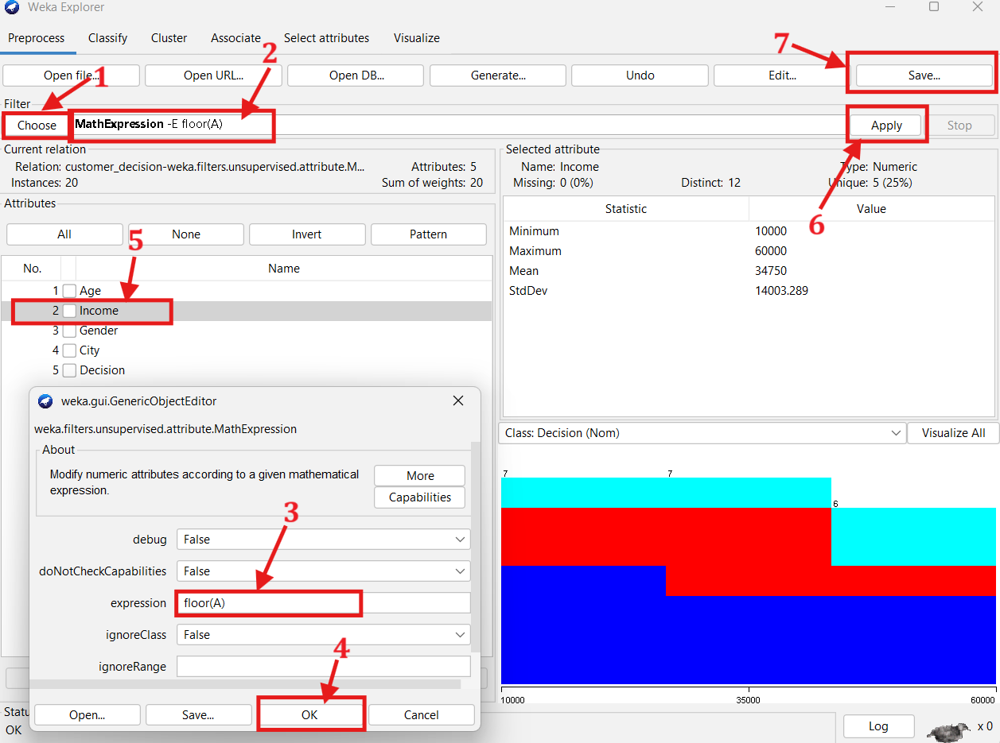 Weka Explorer
Preprocess Classify Cluster Associate Select attributes Visualize
2
7
Open file... Open URL... Open DB... Generate... Undo Edit... Save...
1
Filter
Choose MathExpression -E floor(A) Apply Stop
Current relation
Relation: customer_decision-weka.filters.unsupervised.attribute.M... Attributes: 5
Instances: 20 Sum of weights: 20
Selected attribute
Name: Income Type: Numeric
Missing: 0 (0%) Distinct: 12 Unique: 5 (25%)
6
Attributes
All None Invert Pattern
5
No. Name
1 Age
2 Income
3 Gender
4 City
5 Decision
Statistic Value
Minimum 10000
Maximum 60000
Mean 34750
StdDev 14003.289
Class: Decision (Nom) Visualize All
7 7 6
10000 35000 60000
weka.gui.GenericObjectEditor
weka.filters.unsupervised.attribute.MathExpression
About
Modify numeric attributes according to a given mathematical
expression.
More
Capabilities
3
debug False
doNotCheckCapabilities False
expression floor(A)
ignoreClass False
4
ignoreRange
Open... Save... OK Cancel
Statu
OK
Log x 0